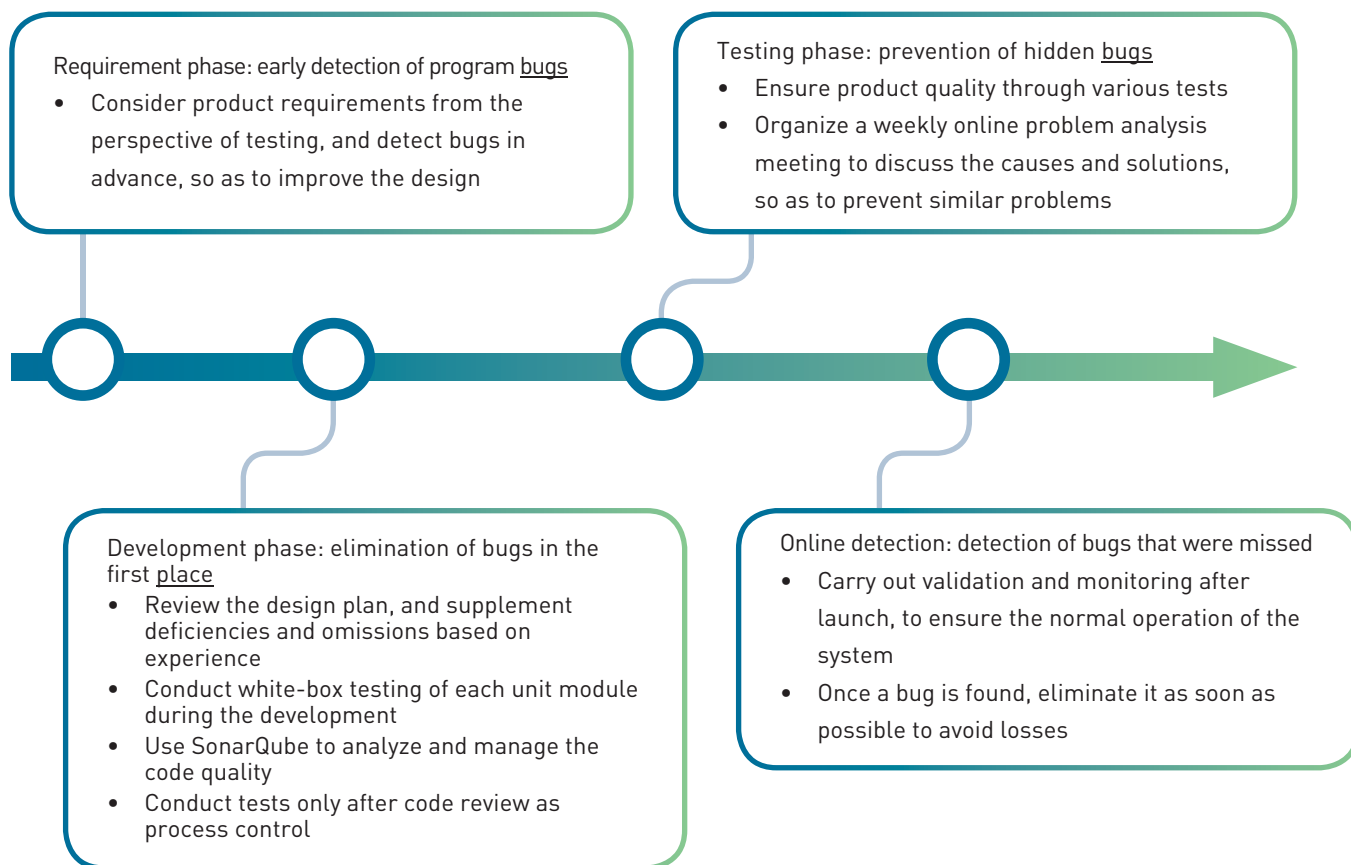 Requirement phase: early detection of program bugs
• Consider product requirements from the
perspective of testing, and detect bugs in
advance, so as to improve the design
Testing phase: prevention of hidden bugs
• Ensure product quality through various tests
• Organize a weekly online problem analysis
meeting to discuss the causes and solutions,
so as to prevent similar problems
Development phase: elimination of bugs in the
first place
• Review the design plan, and supplement
deficiencies and omissions based on
experience
• Conduct white-box testing of each unit module
during the development
• Use SonarQube to analyze and manage the
code quality
• Conduct tests only after code review as
process control
Online detection: detection of bugs that were missed
• Carry out validation and monitoring after
launch, to ensure the normal operation of the
system
• Once a bug is found, eliminate it as soon as
possible to avoid losses